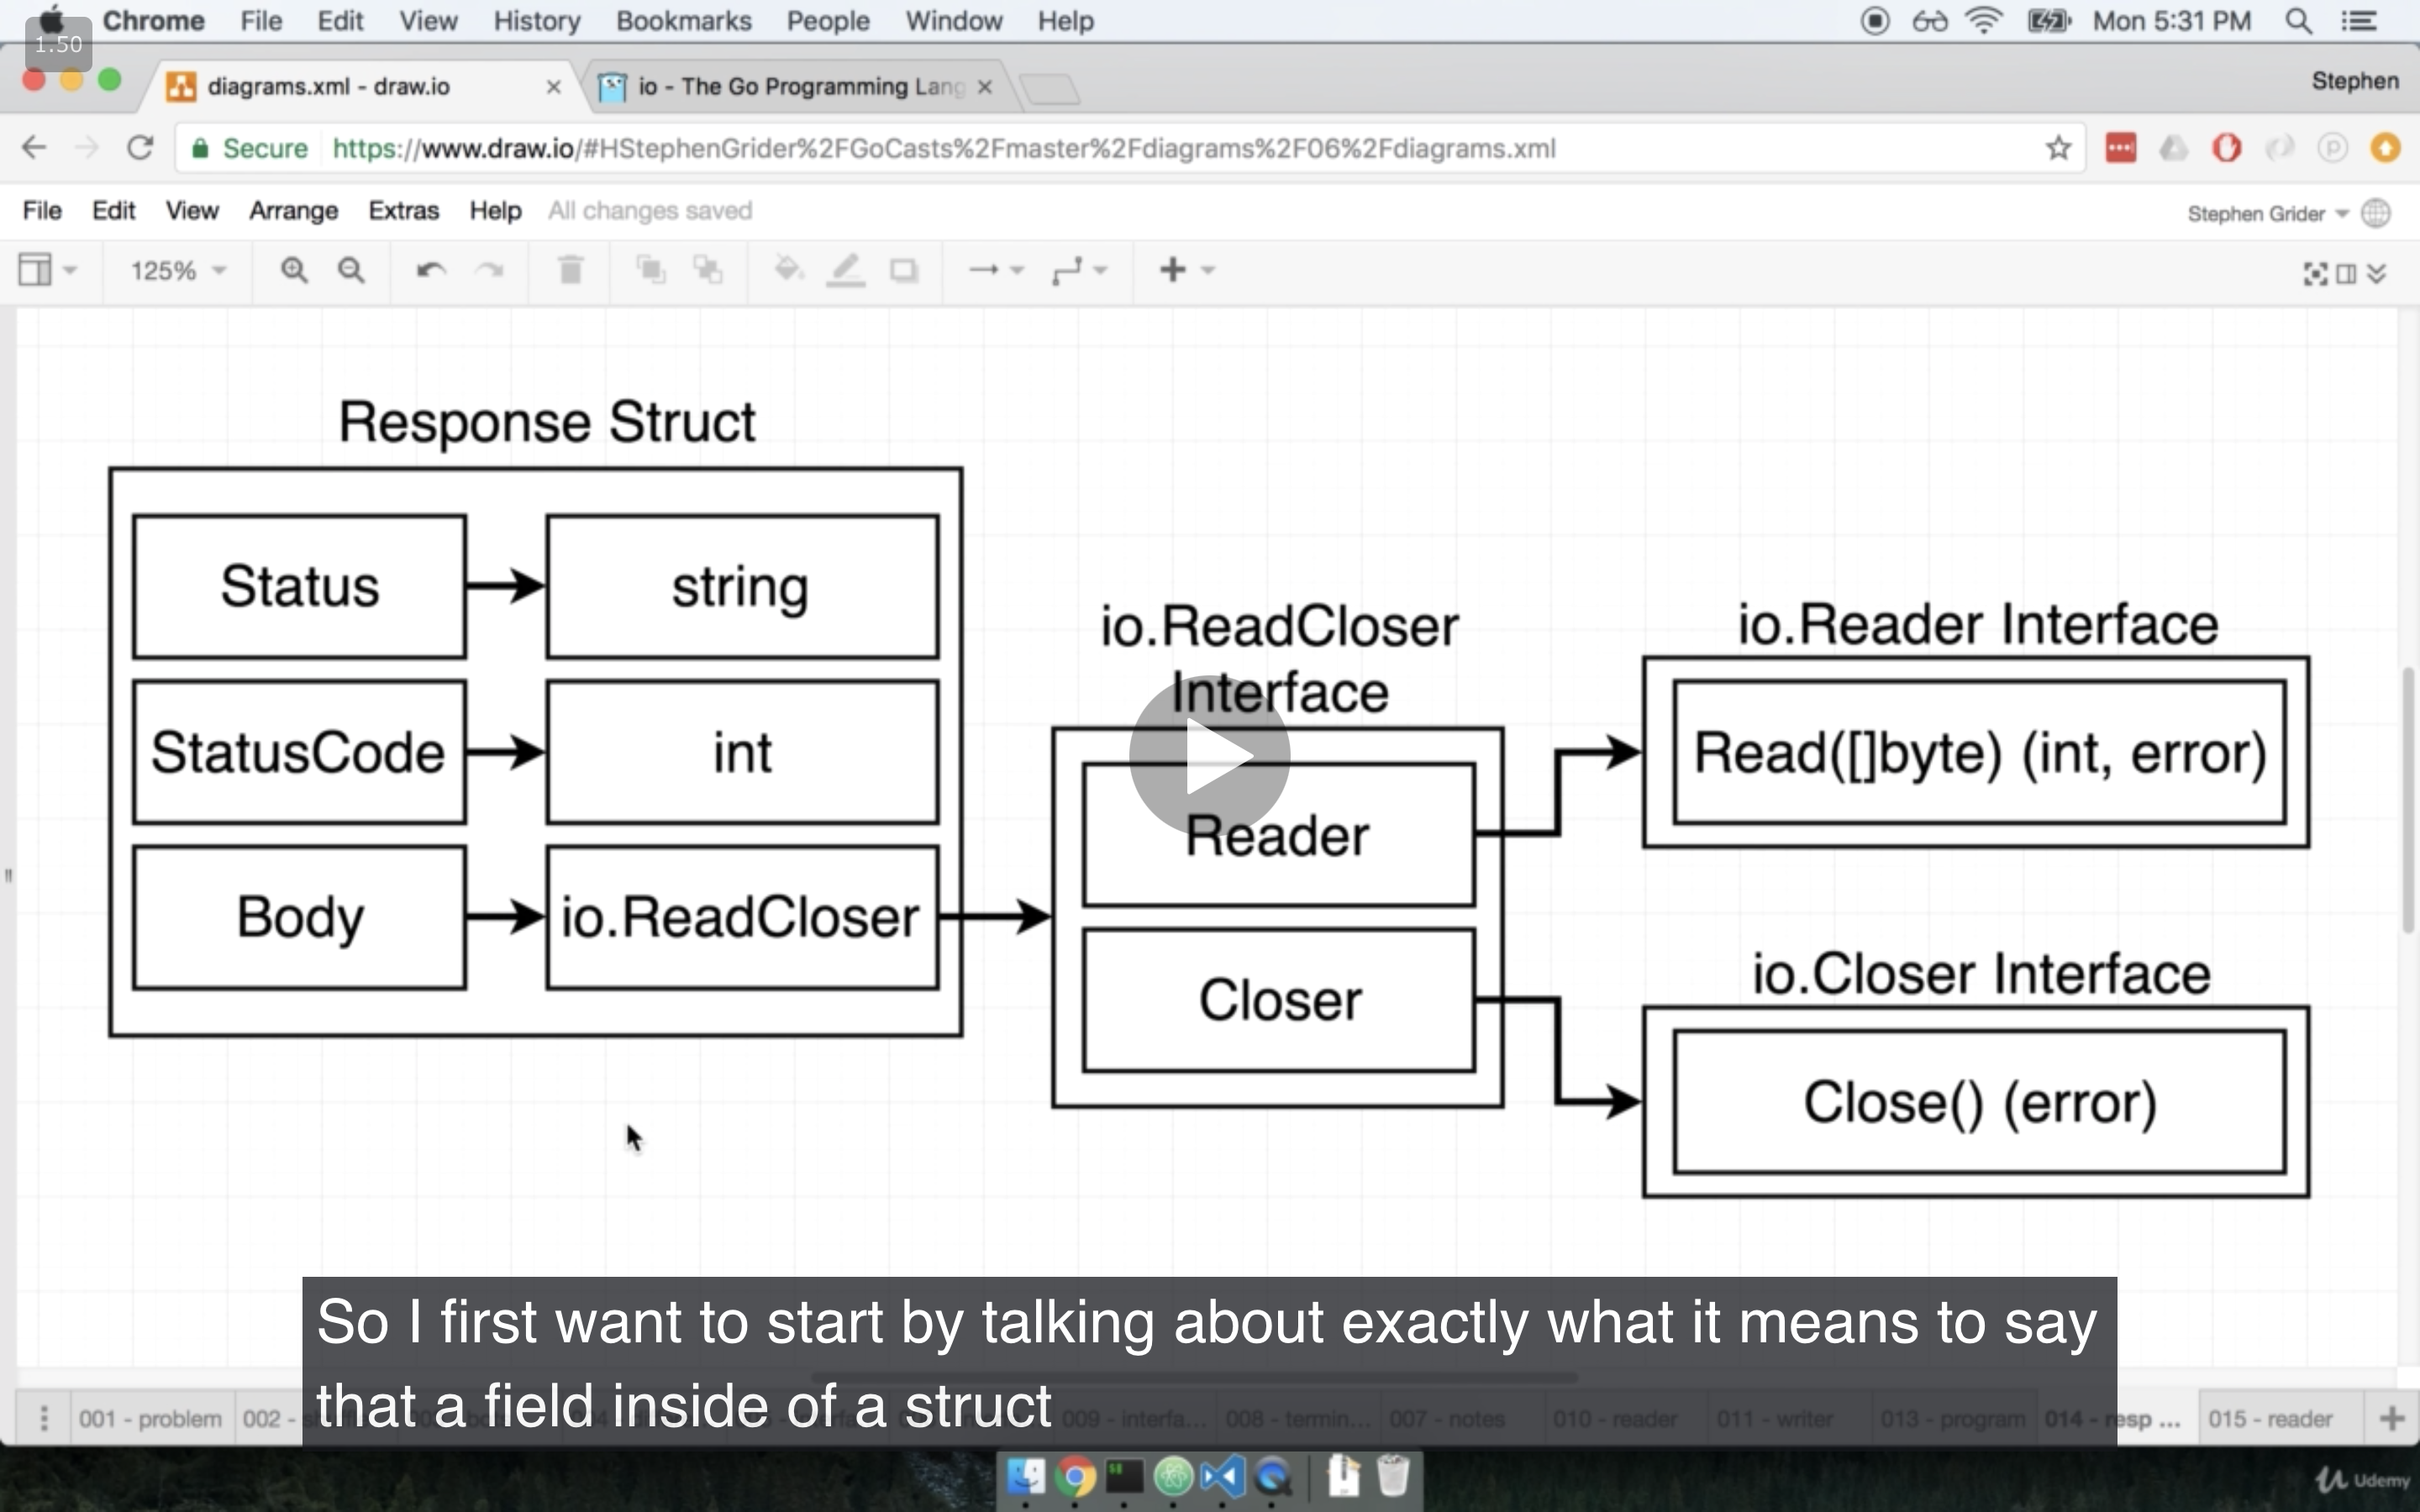 Chrome File Edit View History Bookmarks People Window Help Mon 5:31 PM
1.50
diagrams.xml - draw.io io - The Go Programming Lang Stephen
Secure https://www.draw.io/#HStephenGrider%2FGoCasts%2Fmaster%2Fdiagrams%2F06%2Fdiagrams.xml
File Edit View Arrange Extras Help All changes saved Stephen Grider
125%
Response Struct
Status string
StatusCode int
Body io.ReadCloser
io.ReadCloser
Interface
Reader
Closer
io.Reader Interface
Read([]byte) (int, error)
io.Closer Interface
Close() (error)
So I first want to start by talking about exactly what it means to say
that a field inside of a struct
001 - problem 002 - 009 - interfa... 008 - termin... 007 - notes 010 - reader 011 - writer 013 - program 014 - resp ... 015 - reader
Udemy